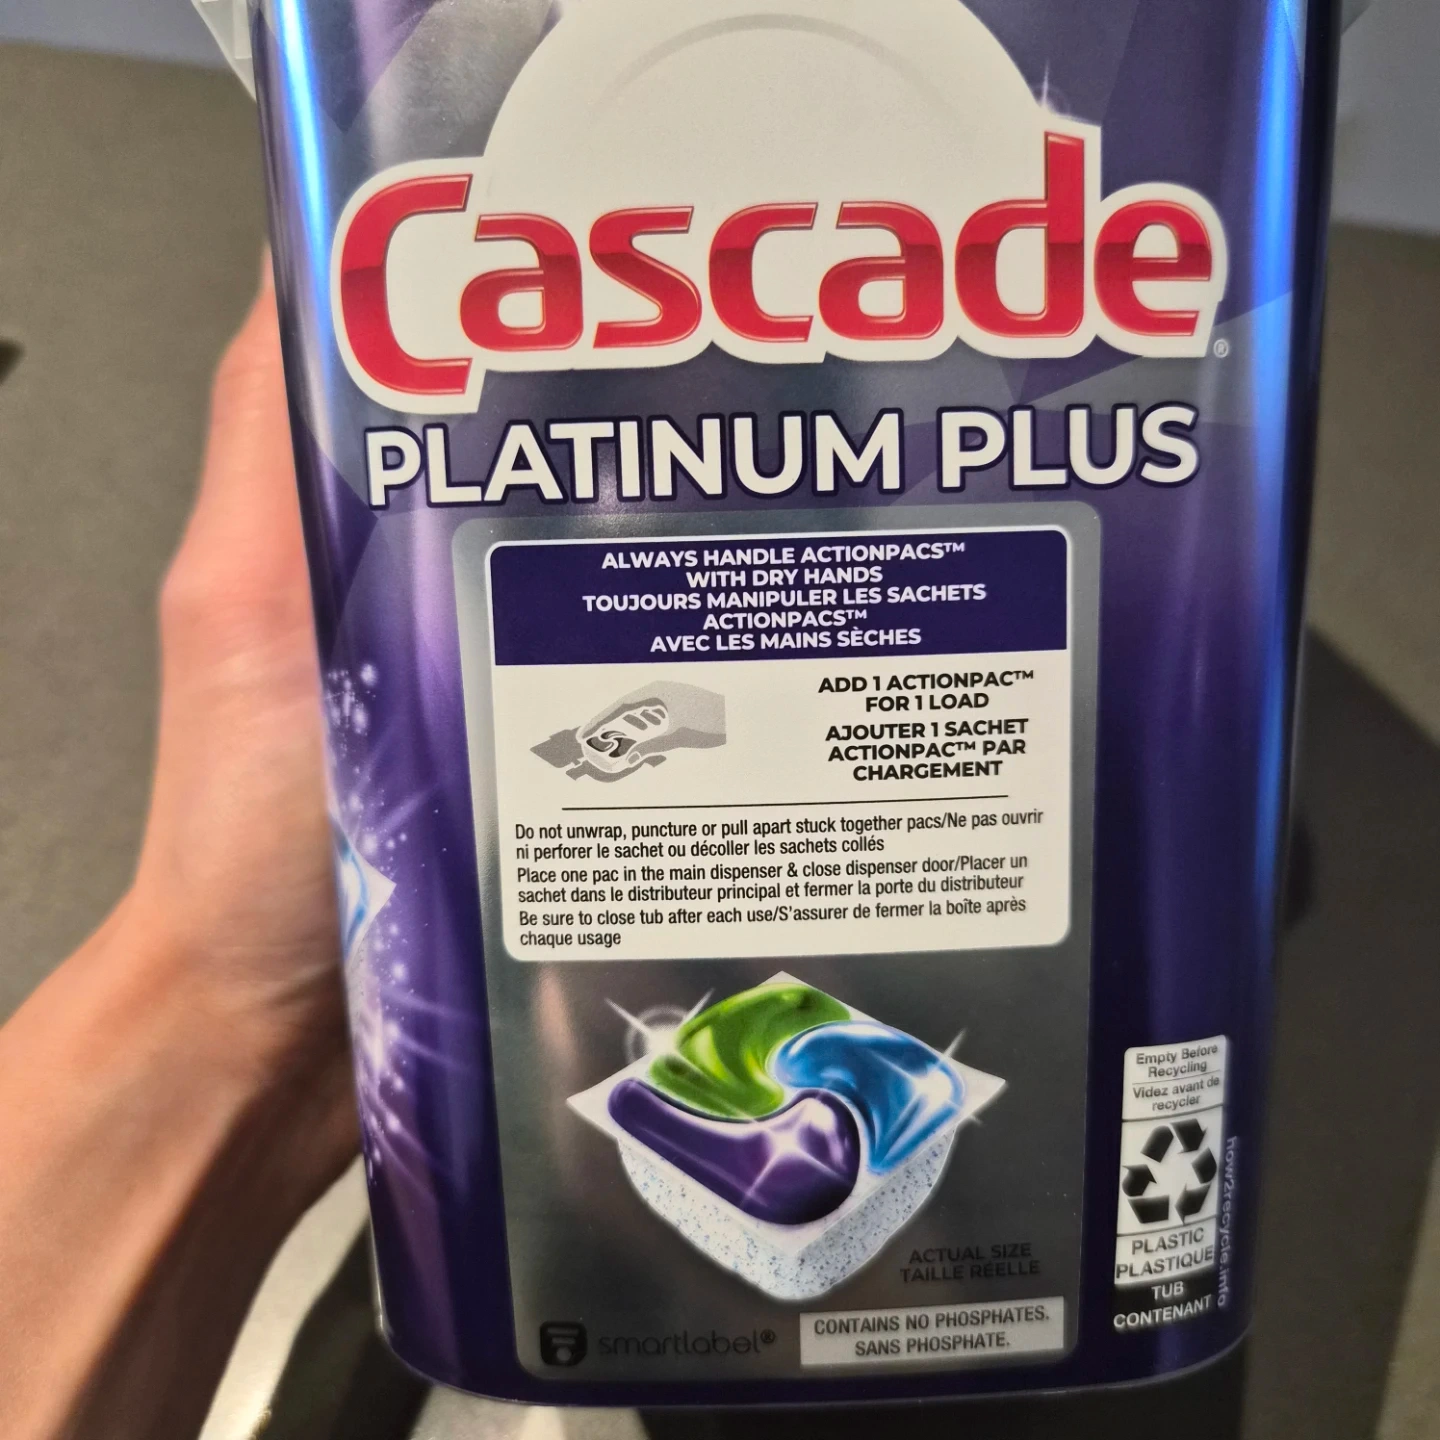 Cascade®
PLATINUM PLUS
ALWAYS HANDLE ACTIONPACS™
WITH DRY HANDS
TOUJOURS MANIPULER LES SACHETS
ACTIONPACS™
AVEC LES MAINS SÈCHES
ADD 1 ACTIONPAC™
FOR 1 LOAD
AJOUTER 1 SACHET
ACTIONPAC™ PAR
CHARGEMENT
Do not unwrap, puncture or pull apart stuck together pacs/Ne pas ouvrir
ni perforer le sachet ou décoller les sachets collés
Place one pac in the main dispenser & close dispenser door/Placer un
sachet dans le distributeur principal et fermer la porte du distributeur
Be sure to close tub after each use/S'assurer de fermer la boîte après
chaque usage
ACTUAL SIZE
TAILLE RÉELLE
smartlabel®
CONTAINS NO PHOSPHATES.
SANS PHOSPHATE.
Empty Before
Recycling
Videz avant de
recycler
PLASTIC
PLASTIQUE
TUB
CONTENANT
how2recycle.info